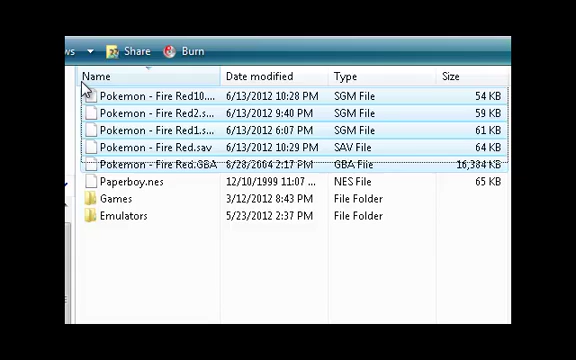 ws Share Burn
Name Date modified Type Size
Pokemon - Fire Red10.... 6/13/2012 10:28 PM SGM File 54 KB
Pokemon - Fire Red2.s... 6/13/2012 9:40 PM SGM File 59 KB
Pokemon - Fire Red1.s... 6/13/2012 6:07 PM SGM File 61 KB
Pokemon - Fire Red.sav 6/13/2012 10:29 PM SAV File 64 KB
Pokemon - Fire Red.GBA 8/28/2004 2:17 PM GBA File 16,384 KB
Paperboy.nes 12/10/1999 11:07 ... NES File 65 KB
Games 3/12/2012 8:43 PM File Folder
Emulators 5/23/2012 2:37 PM File Folder